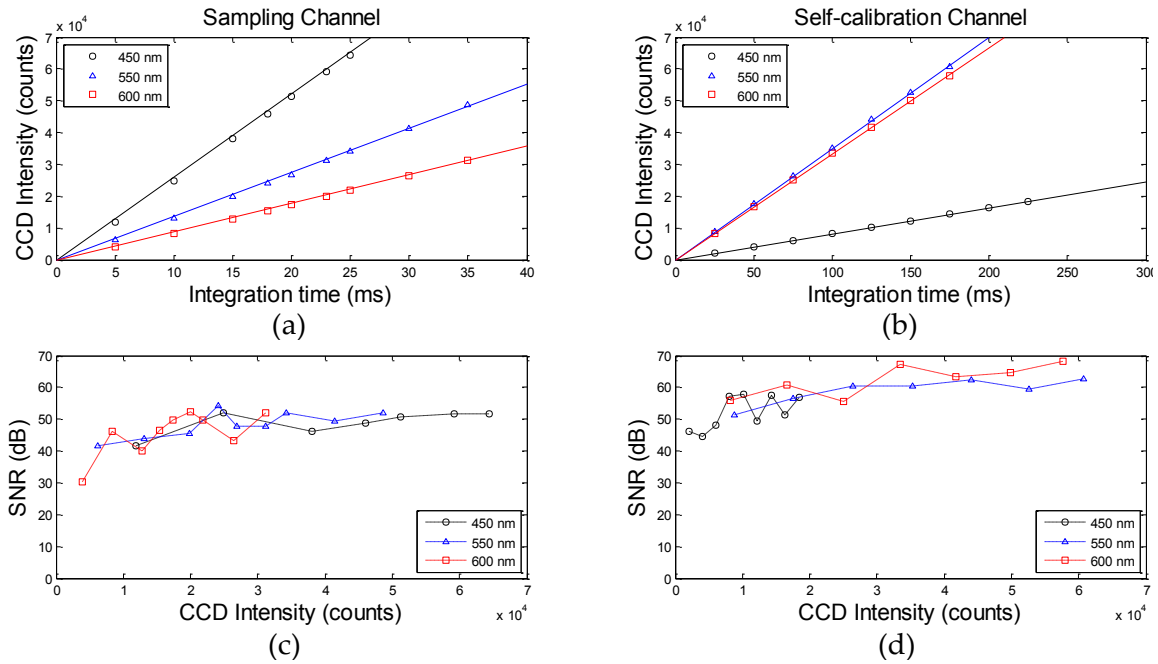 Sampling Channel
x 10^4
7
6
5
4
3
2
1
0
CCD Intensity (counts)
450 nm
550 nm
600 nm
0 5 10 15 20 25 30 35 40
Integration time (ms)
(a)
Self-calibration Channel
x 10^4
7
6
5
4
3
2
1
0
CCD Intensity (counts)
450 nm
550 nm
600 nm
0 50 100 150 200 250 300
Integration time (ms)
(b)
70
60
50
40
30
20
10
0
SNR (dB)
450 nm
550 nm
600 nm
0 1 2 3 4 5 6 7
CCD Intensity (counts) x 10^4
(c)
70
60
50
40
30
20
10
0
SNR (dB)
450 nm
550 nm
600 nm
0 1 2 3 4 5 6 7
CCD Intensity (counts) x 10^4
(d)